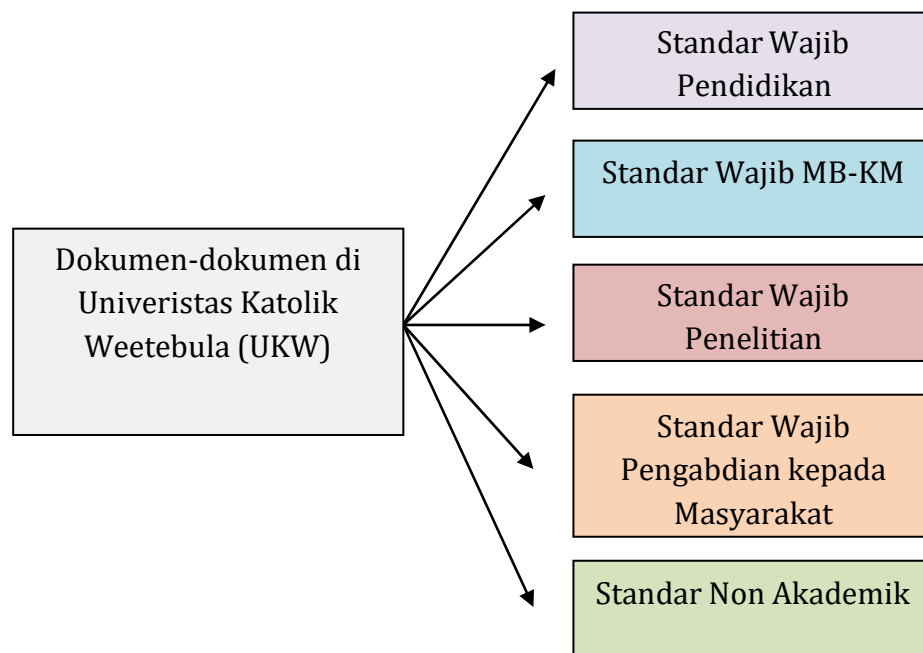 Standar Wajib
Pendidikan
Standar Wajib MB-KM
Dokumen-dokumen di
Univeristas Katolik
Weetebula (UKW)
Standar Wajib
Penelitian
Standar Wajib
Pengabdian kepada
Masyarakat
Standar Non Akademik